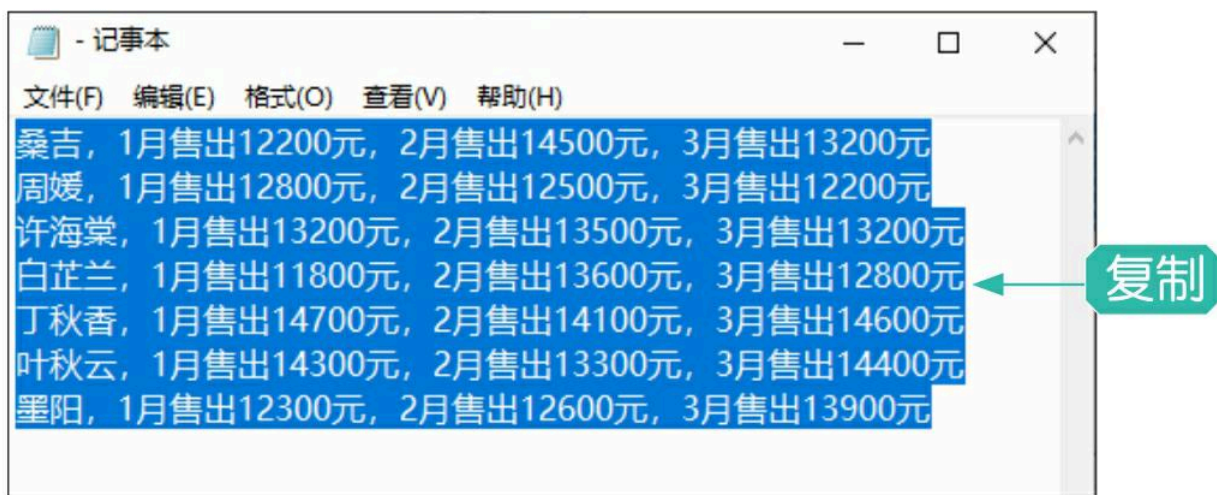 - 记事本
文件(F) 编辑(E) 格式(O) 查看(V) 帮助(H)
桑吉，1月售出12200元，2月售出14500元，3月售出13200元
周媛，1月售出12800元，2月售出12500元，3月售出12200元
许海棠，1月售出13200元，2月售出13500元，3月售出13200元
白芷兰，1月售出11800元，2月售出13600元，3月售出12800元
复制
丁秋香，1月售出14700元，2月售出14100元，3月售出14600元
叶秋云，1月售出14300元，2月售出13300元，3月售出14400元
墨阳，1月售出12300元，2月售出12600元，3月售出13900元